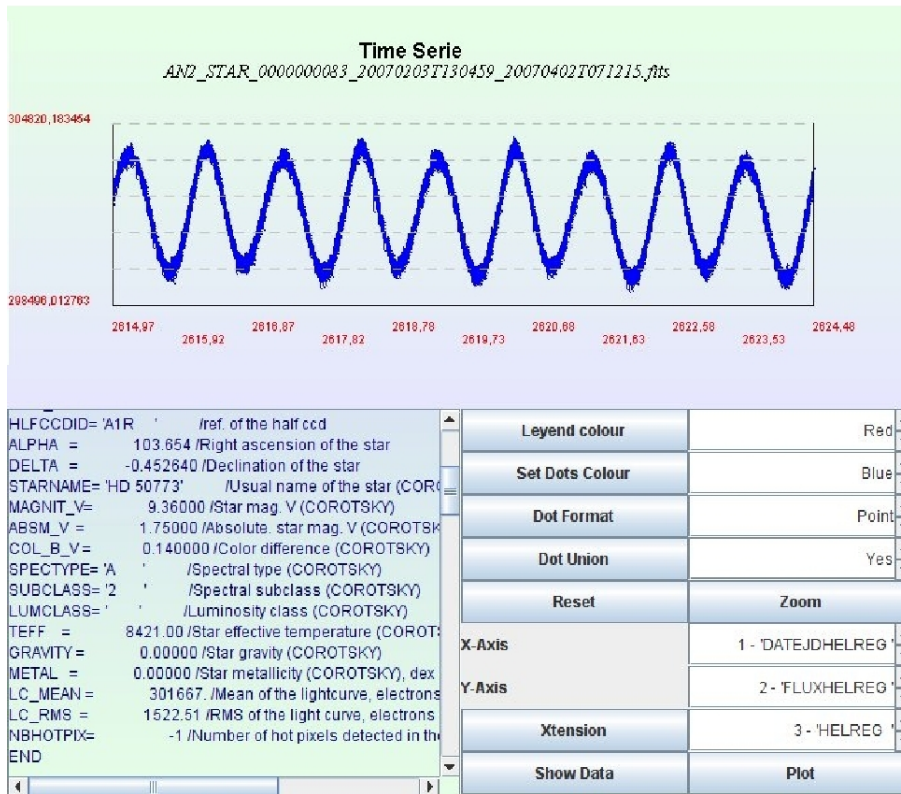 Time Serie
AN2_STAR_0000000083_20070203T130459_20070402T071215.fits
304820,183454
298496,012763
2614,97
2615,92
2616,87
2617,82
2618,78
2619,73
2620,68
2621,63
2622,58
2623,53
2624,48
HLFCCDID= 'A1R ' /ref. of the half ccd
ALPHA = 103.654 /Right ascension of the star
DELTA = -0.452640 /Declination of the star
STARNAME= 'HD 50773' /Usual name of the star (CORO
MAGNIT_V= 9.36000 /Star mag. V (COROTSKY)
ABSM_V = 1.75000 /Absolute. star mag. V (COROTSK
COL_B_V= 0.140000 /Color difference (COROTSKY)
SPECTYPE= 'A ' /Spectral type (COROTSKY)
SUBCLASS= '2 ' /Spectral subclass (COROTSKY)
LUMCLASS= ' ' /Luminosity class (COROTSKY)
TEFF = 8421.00 /Star effective temperature (COROT
GRAVITY = 0.00000 /Star gravity (COROTSKY)
METAL = 0.00000 /Star metallicity (COROTSKY), dex
LC_MEAN = 301667. /Mean of the lightcurve, electrons
LC_RMS = 1522.51 /RMS of the light curve, electrons
NBHOTPIX= -1 /Number of hot pixels detected in the
END
Leyend colour Red
Set Dots Colour Blue
Dot Format Point
Dot Union Yes
Reset Zoom
X-Axis 1 - 'DATEJDHELREG '
Y-Axis 2 - 'FLUXHELREG '
Xtension 3 - 'HELREG '
Show Data Plot